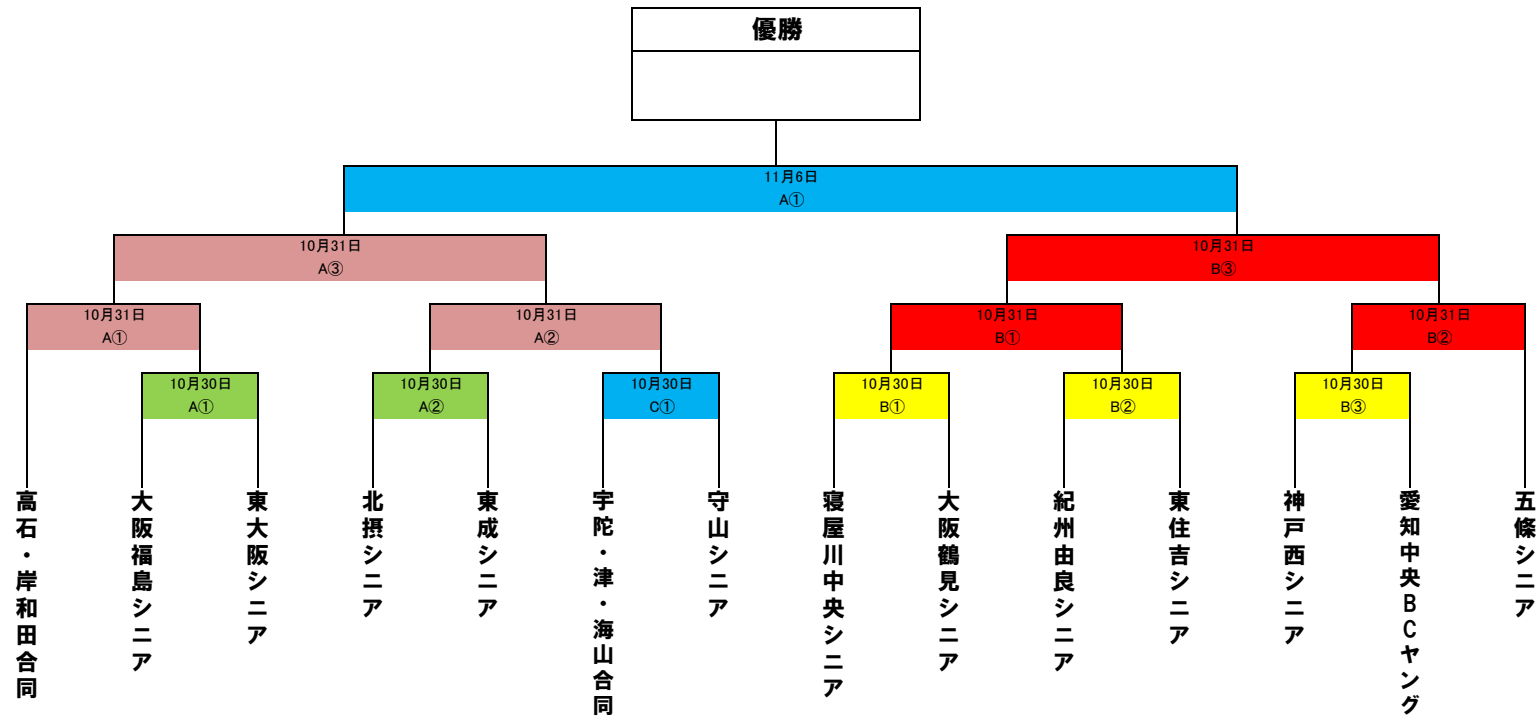 優勝
11月6日
A①
10月31日
A③
10月31日
B③
10月31日
A①
10月31日
A②
10月31日
B①
10月31日
B②
10月30日
A①
10月30日
A②
10月30日
C①
10月30日
B①
10月30日
B②
10月30日
B③
高石・岸和田合同
大阪福島シニア
東大阪シニア
北摂シニア
東成シニア
宇陀・津・海山合同
守山シニア
寝屋川中央シニア
大阪鶴見シニア
紀州由良シニア
東住吉シニア
神戸西シニア
愛知中央BCヤング
五條シニア